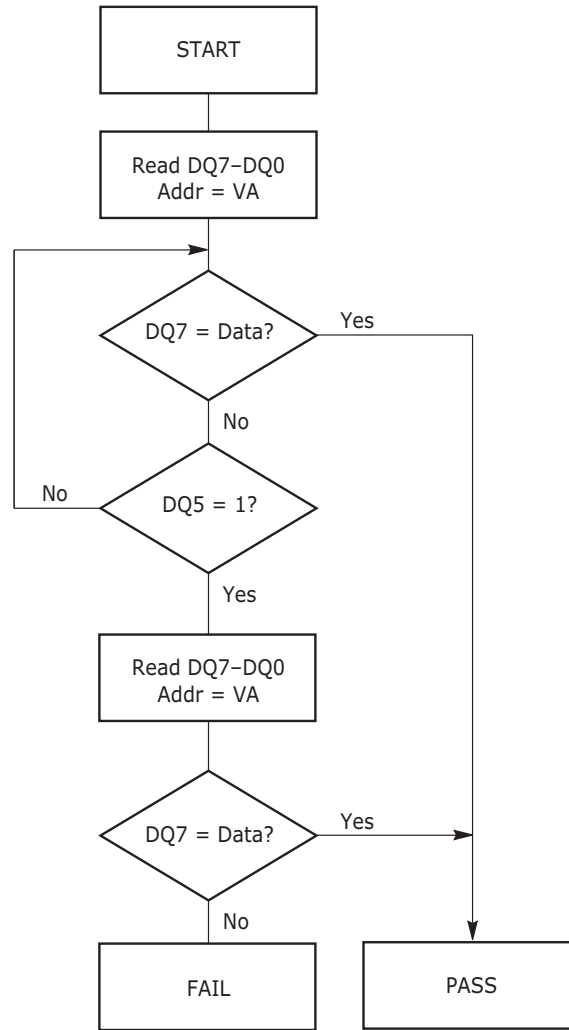 START
Read DQ7–DQ0
Addr = VA
DQ7 = Data?
Yes
No
No
DQ5 = 1?
Yes
Read DQ7–DQ0
Addr = VA
DQ7 = Data?
Yes
No
FAIL
PASS